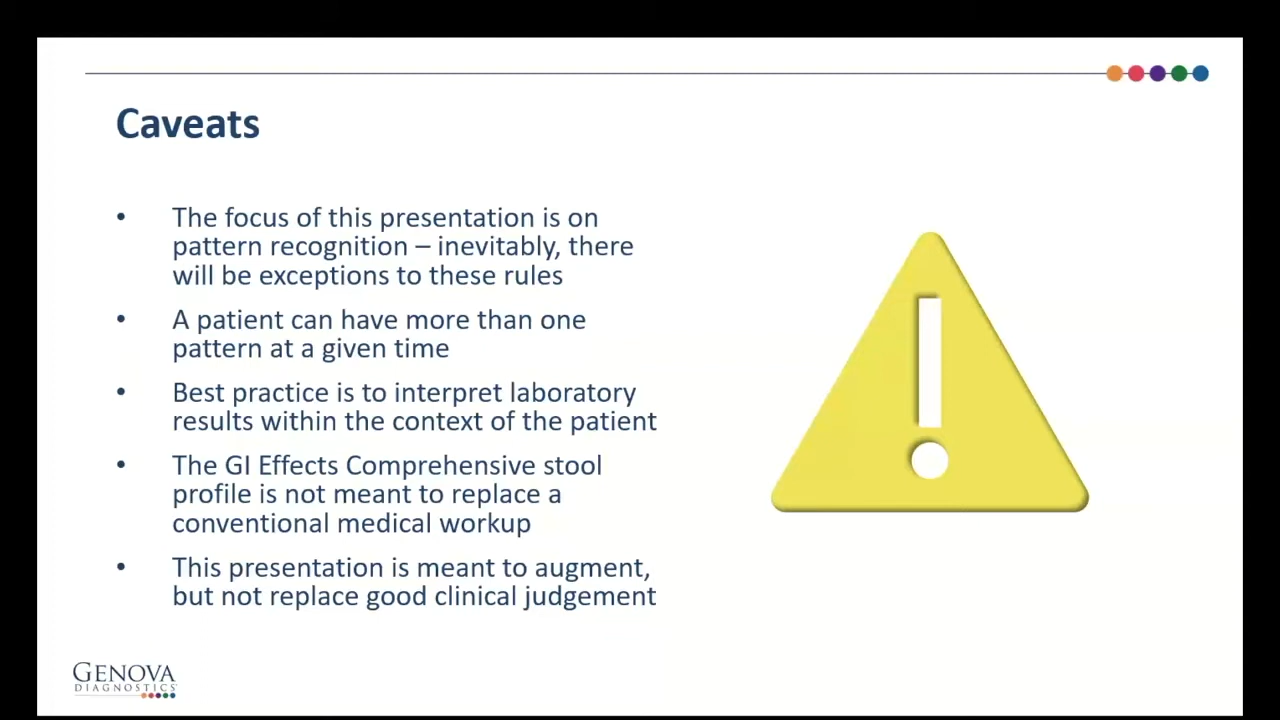 Caveats
• The focus of this presentation is on
pattern recognition – inevitably, there
will be exceptions to these rules
• A patient can have more than one
pattern at a given time
• Best practice is to interpret laboratory
results within the context of the patient
• The GI Effects Comprehensive stool
profile is not meant to replace a
conventional medical workup
• This presentation is meant to augment,
but not replace good clinical judgement
GENOVA
DIAGNOSTICS